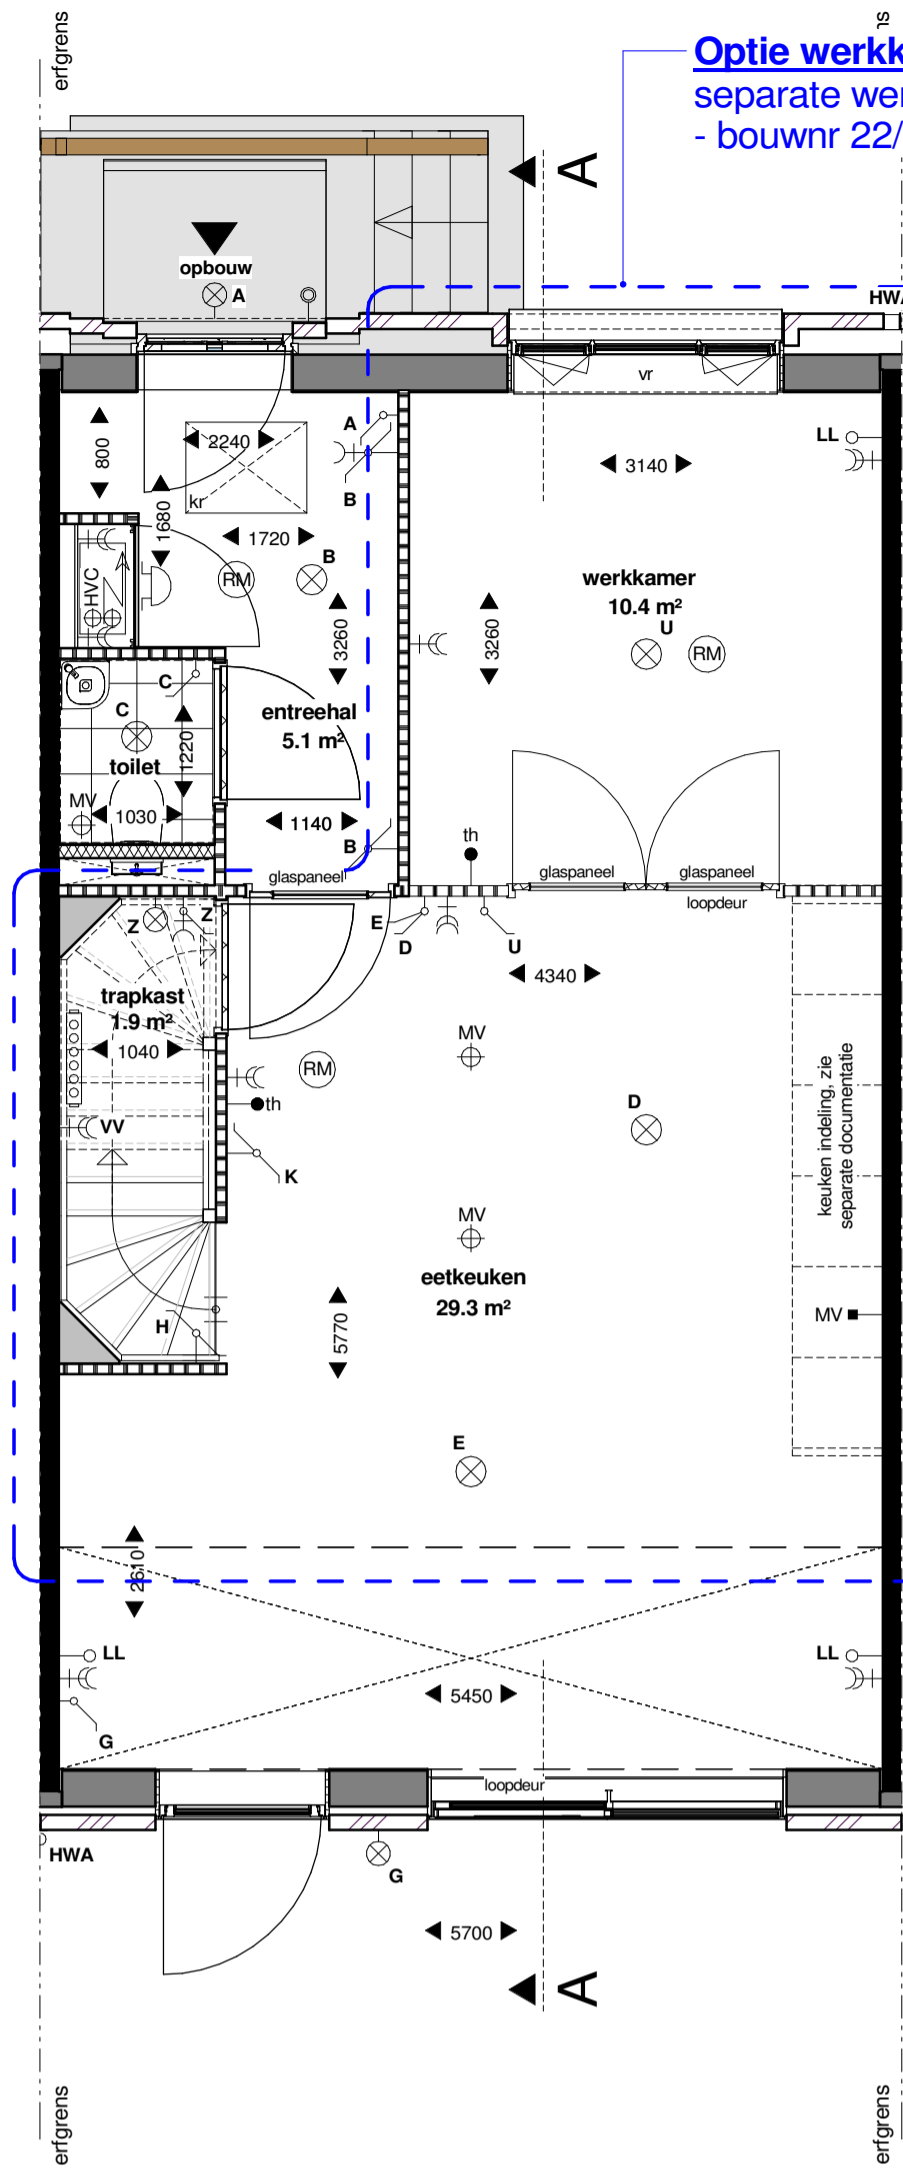 erfgrens
Optie werkk
separate wer
- bouwnr 22/
A
opbouw
A
HWA
vr
800
2240
A
B
LL
3140
kr
1680
1720
B
RM
HVC
werkkamer
10.4 m²
U
RM
3260
3260
C
C
entreehal
5.1 m²
1220
toilet
MV
1030
1140
B
th
glaspaneel
glaspaneel
glaspaneel
loopdeur
Z
Z
E
D
U
4340
trapkast
1.9 m²
1040
RM
MV
th
D
VV
K
keuken indeling, zie
separate documentatie
MV
eetkeuken
29.3 m²
H
5770
MV
E
2610
LL
LL
5450
G
loopdeur
HWA
G
5700
A
erfgrens
erfgrens